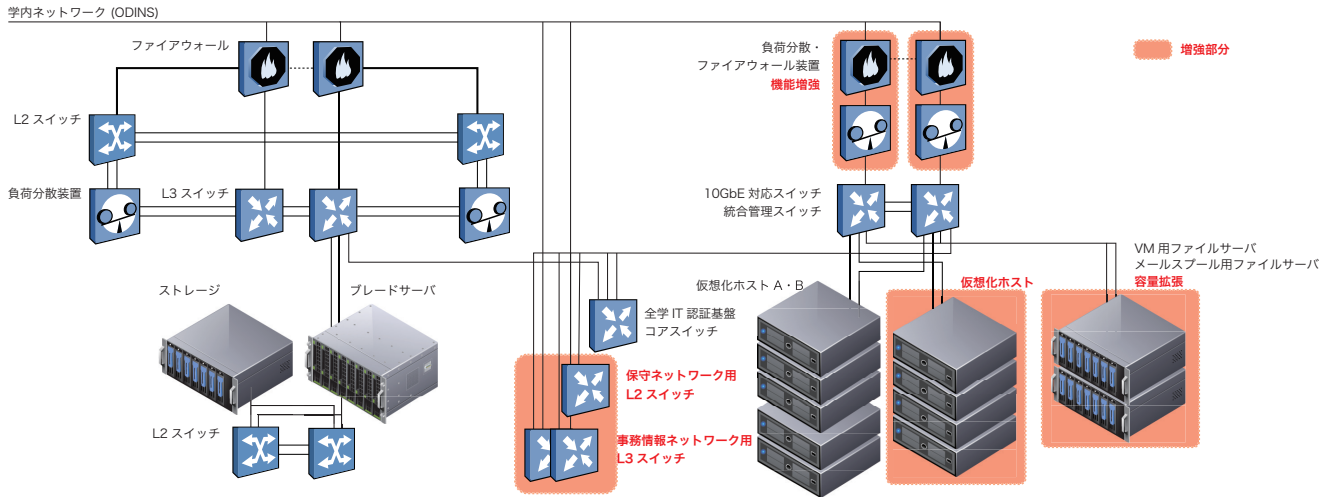 学内ネットワーク (ODINS)
ファイアウォール
負荷分散・
ファイアウォール装置
機能増強
増強部分
L2 スイッチ
負荷分散装置
L3 スイッチ
10GbE 対応スイッチ
統合管理スイッチ
VM 用ファイルサーバ
メールスプール用ファイルサーバ
容量拡張
ストレージ
ブレードサーバ
仮想化ホスト A・B
仮想化ホスト
全学 IT 認証基盤
コアスイッチ
保守ネットワーク用
L2 スイッチ
L2 スイッチ
事務情報ネットワーク用
L3 スイッチ